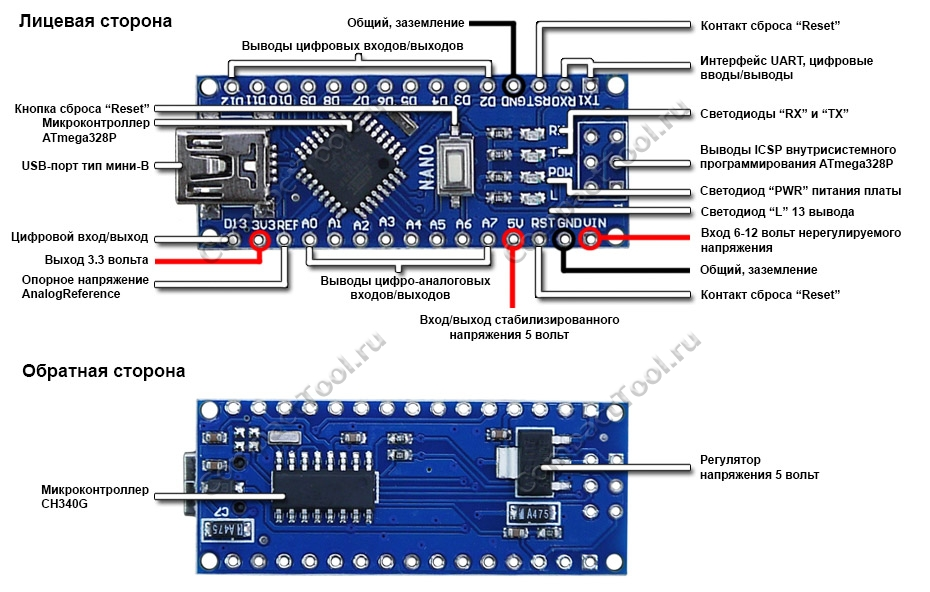 Лицевая сторона
Общий, заземление
Контакт сброса “Reset”
Выводы цифровых входов/выходов
Интерфейс UART, цифровые
вводы/выводы
D12 D11 D10 D9 D8 D7 D6 D5 D4 D3 D2 GND RST RX0 TX1
Кнопка сброса “Reset”
Микроконтроллер
ATmega328P
USB-порт тип мини-B
NANO
POW
L
Светодиоды “RX” и “TX”
Выводы ICSP внутрисистемного
программирования ATmega328P
Светодиод “PWR” питания платы
Светодиод “L” 13 вывода
D13 3V3 REF A0 A1 A2 A3 A4 A5 A6 A7 5V RST GND VIN
Цифровой вход/выход
Выход 3.3 вольта
Опорное напряжение
AnalogReference
Выводы цифро-аналоговых
входов/выходов
Вход 6-12 вольт нерегулируемого
напряжения
Общий, заземление
Контакт сброса “Reset”
Вход/выход стабилизированного
напряжения 5 вольт
Обратная сторона
Микроконтроллер
CH340G
Регулятор
напряжения 5 вольт
C7
A475
A475